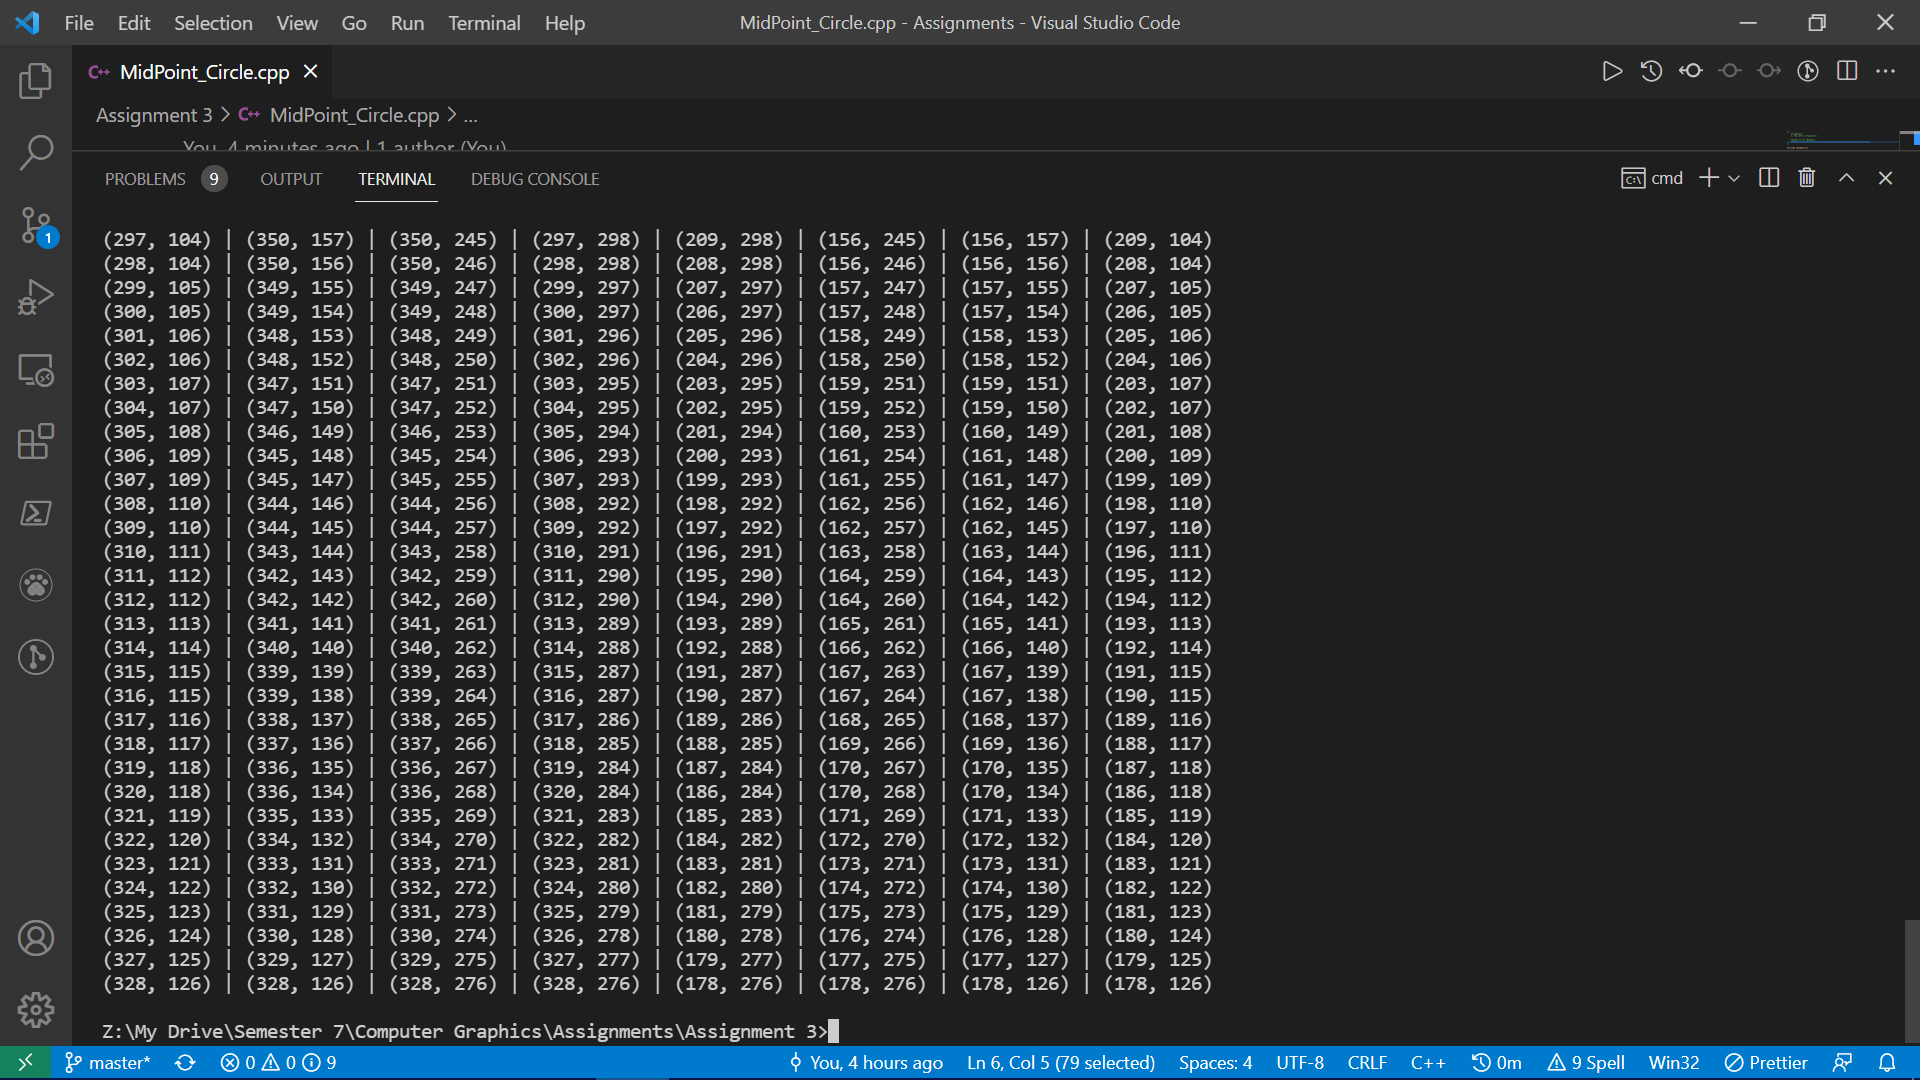 File Edit Selection View Go Run Terminal Help MidPoint_Circle.cpp - Assignments - Visual Studio Code
C++ MidPoint_Circle.cpp
Assignment 3 > C++ MidPoint_Circle.cpp > ...
You, 4 minutes ago | 1 author (You)
PROBLEMS 9 OUTPUT TERMINAL DEBUG CONSOLE cmd
(297, 104) | (350, 157) | (350, 245) | (297, 298) | (209, 298) | (156, 245) | (156, 157) | (209, 104)
(298, 104) | (350, 156) | (350, 246) | (298, 298) | (208, 298) | (156, 246) | (156, 156) | (208, 104)
(299, 105) | (349, 155) | (349, 247) | (299, 297) | (207, 297) | (157, 247) | (157, 155) | (207, 105)
(300, 105) | (349, 154) | (349, 248) | (300, 297) | (206, 297) | (157, 248) | (157, 154) | (206, 105)
(301, 106) | (348, 153) | (348, 249) | (301, 296) | (205, 296) | (158, 249) | (158, 153) | (205, 106)
(302, 106) | (348, 152) | (348, 250) | (302, 296) | (204, 296) | (158, 250) | (158, 152) | (204, 106)
(303, 107) | (347, 151) | (347, 251) | (303, 295) | (203, 295) | (159, 251) | (159, 151) | (203, 107)
(304, 107) | (347, 150) | (347, 252) | (304, 295) | (202, 295) | (159, 252) | (159, 150) | (202, 107)
(305, 108) | (346, 149) | (346, 253) | (305, 294) | (201, 294) | (160, 253) | (160, 149) | (201, 108)
(306, 109) | (345, 148) | (345, 254) | (306, 293) | (200, 293) | (161, 254) | (161, 148) | (200, 109)
(307, 109) | (345, 147) | (345, 255) | (307, 293) | (199, 293) | (161, 255) | (161, 147) | (199, 109)
(308, 110) | (344, 146) | (344, 256) | (308, 292) | (198, 292) | (162, 256) | (162, 146) | (198, 110)
(309, 110) | (344, 145) | (344, 257) | (309, 292) | (197, 292) | (162, 257) | (162, 145) | (197, 110)
(310, 111) | (343, 144) | (343, 258) | (310, 291) | (196, 291) | (163, 258) | (163, 144) | (196, 111)
(311, 112) | (342, 143) | (342, 259) | (311, 290) | (195, 290) | (164, 259) | (164, 143) | (195, 112)
(312, 112) | (342, 142) | (342, 260) | (312, 290) | (194, 290) | (164, 260) | (164, 142) | (194, 112)
(313, 113) | (341, 141) | (341, 261) | (313, 289) | (193, 289) | (165, 261) | (165, 141) | (193, 113)
(314, 114) | (340, 140) | (340, 262) | (314, 288) | (192, 288) | (166, 262) | (166, 140) | (192, 114)
(315, 115) | (339, 139) | (339, 263) | (315, 287) | (191, 287) | (167, 263) | (167, 139) | (191, 115)
(316, 115) | (339, 138) | (339, 264) | (316, 287) | (190, 287) | (167, 264) | (167, 138) | (190, 115)
(317, 116) | (338, 137) | (338, 265) | (317, 286) | (189, 286) | (168, 265) | (168, 137) | (189, 116)
(318, 117) | (337, 136) | (337, 266) | (318, 285) | (188, 285) | (169, 266) | (169, 136) | (188, 117)
(319, 118) | (336, 135) | (336, 267) | (319, 284) | (187, 284) | (170, 267) | (170, 135) | (187, 118)
(320, 118) | (336, 134) | (336, 268) | (320, 284) | (186, 284) | (170, 268) | (170, 134) | (186, 118)
(321, 119) | (335, 133) | (335, 269) | (321, 283) | (185, 283) | (171, 269) | (171, 133) | (185, 119)
(322, 120) | (334, 132) | (334, 270) | (322, 282) | (184, 282) | (172, 270) | (172, 132) | (184, 120)
(323, 121) | (333, 131) | (333, 271) | (323, 281) | (183, 281) | (173, 271) | (173, 131) | (183, 121)
(324, 122) | (332, 130) | (332, 272) | (324, 280) | (182, 280) | (174, 272) | (174, 130) | (182, 122)
(325, 123) | (331, 129) | (331, 273) | (325, 279) | (181, 279) | (175, 273) | (175, 129) | (181, 123)
(326, 124) | (330, 128) | (330, 274) | (326, 278) | (180, 278) | (176, 274) | (176, 128) | (180, 124)
(327, 125) | (329, 127) | (329, 275) | (327, 277) | (179, 277) | (177, 275) | (177, 127) | (179, 125)
(328, 126) | (328, 126) | (328, 276) | (328, 276) | (178, 276) | (178, 276) | (178, 126) | (178, 126)
Z:\My Drive\Semester 7\Computer Graphics\Assignments\Assignment 3>
1
master* 0 0 9 You, 4 hours ago Ln 6, Col 5 (79 selected) Spaces: 4 UTF-8 CRLF C++ 0m 9 Spell Win32 Prettier